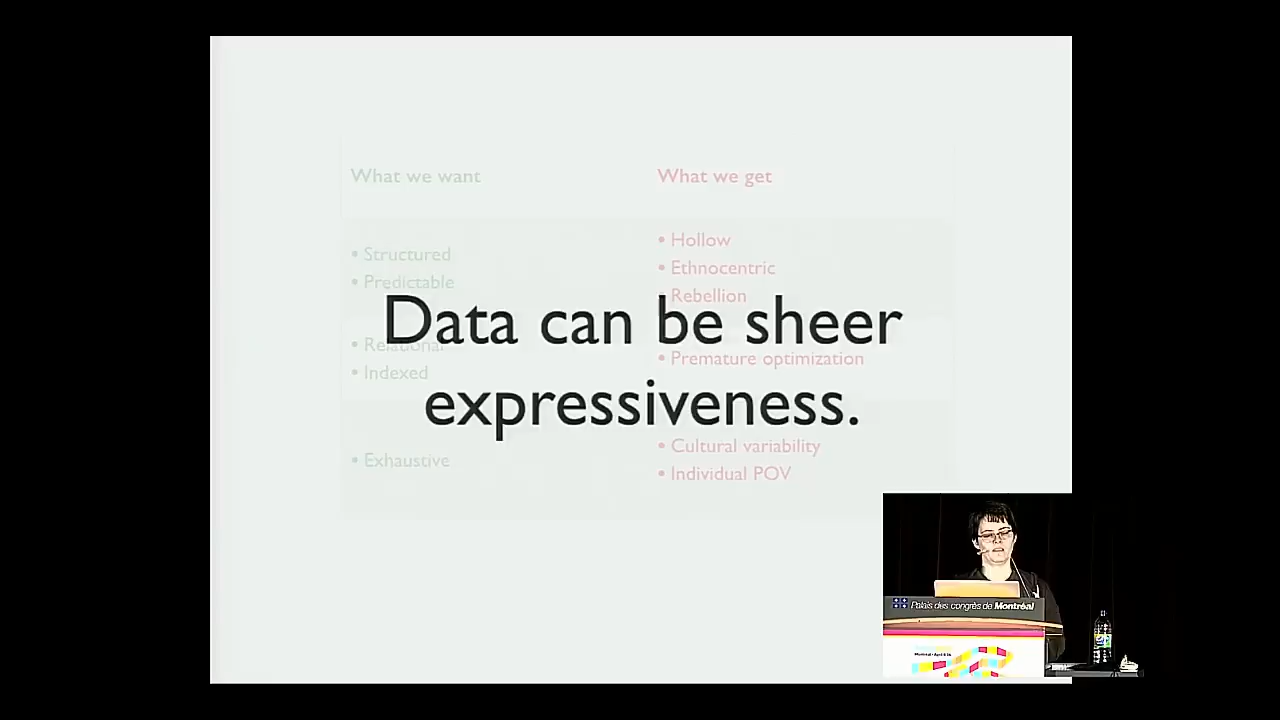 What we want
What we get
• Structured
• Predictable
• Hollow
• Ethnocentric
• Rebellion
Data can be sheer
expressiveness.
• Relational
• Indexed
• Premature optimization
• Exhaustive
• Cultural variability
• Individual POV
Palais des congrès de Montréal